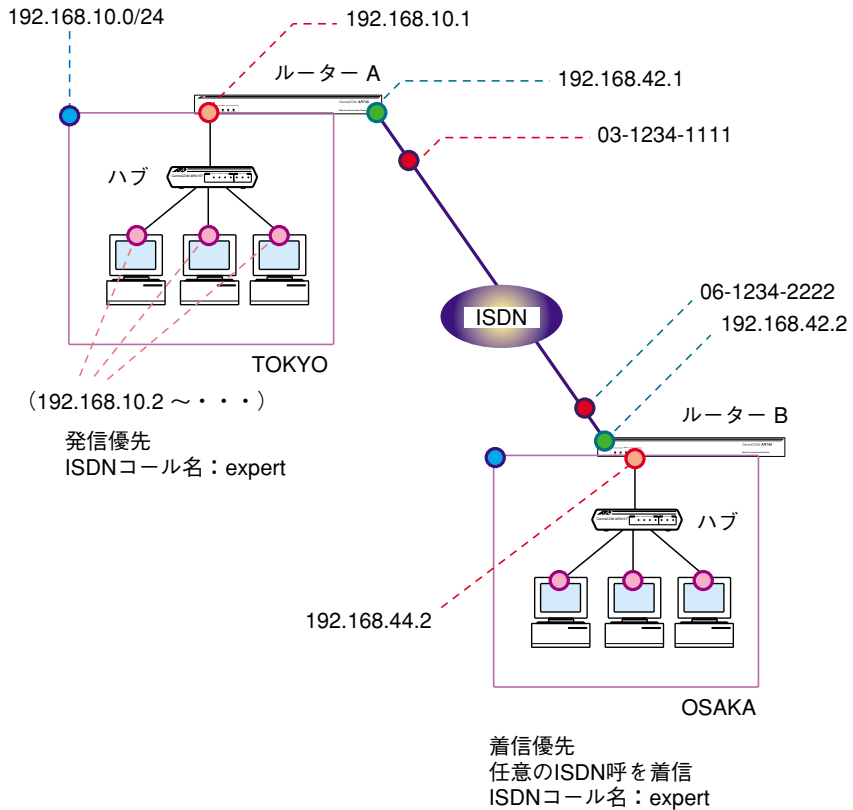 192.168.10.0/24
192.168.10.1
ルーター A
192.168.42.1
CentreCOM AR740
03-1234-1111
ハブ
ISDN
06-1234-2222
192.168.42.2
TOKYO
(192.168.10.2 ～・・・)
ルーター B
発信優先
ISDNコール名：expert
CentreCOM AR740
ハブ
192.168.44.2
OSAKA
着信優先
任意のISDN呼を着信
ISDNコール名：expert